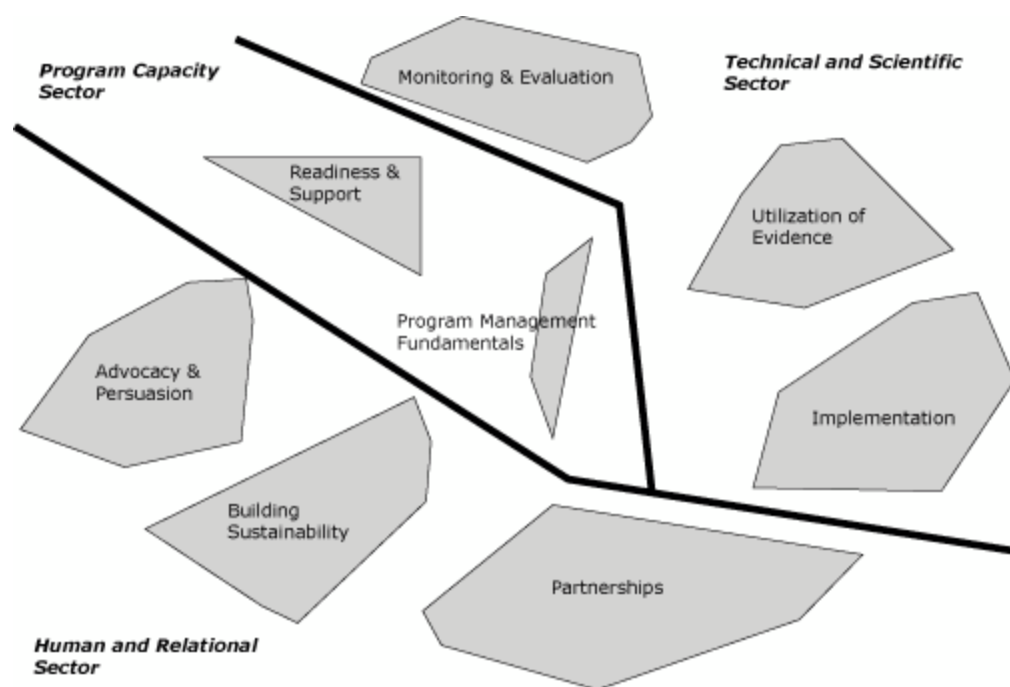 Program Capacity
Sector
Monitoring & Evaluation
Technical and Scientific
Sector
Readiness &
Support
Utilization of
Evidence
Program Management
Fundamentals
Advocacy &
Persuasion
Implementation
Building
Sustainability
Partnerships
Human and Relational
Sector